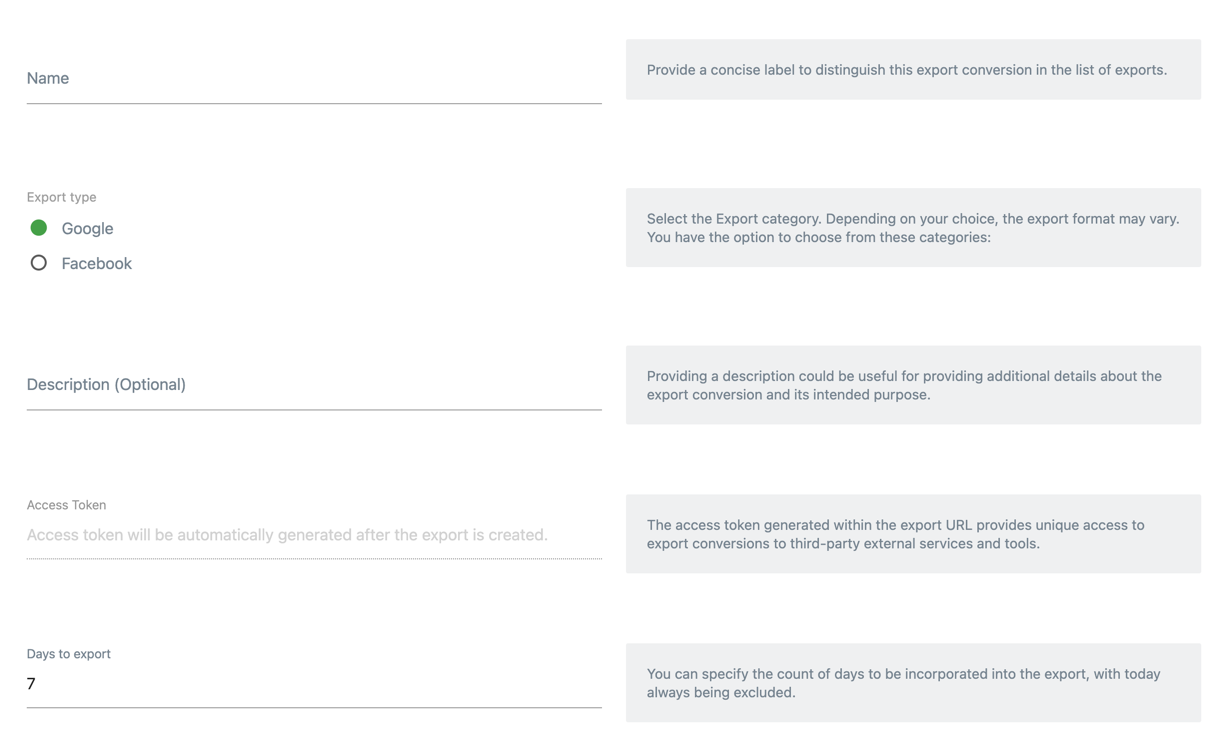 Name
Provide a concise label to distinguish this export conversion in the list of exports.
Export type
Google
Facebook
Select the Export category. Depending on your choice, the export format may vary.
You have the option to choose from these categories:
Description (Optional)
Providing a description could be useful for providing additional details about the
export conversion and its intended purpose.
Access Token
Access token will be automatically generated after the export is created.
The access token generated within the export URL provides unique access to
export conversions to third-party external services and tools.
Days to export
7
You can specify the count of days to be incorporated into the export, with today
always being excluded.